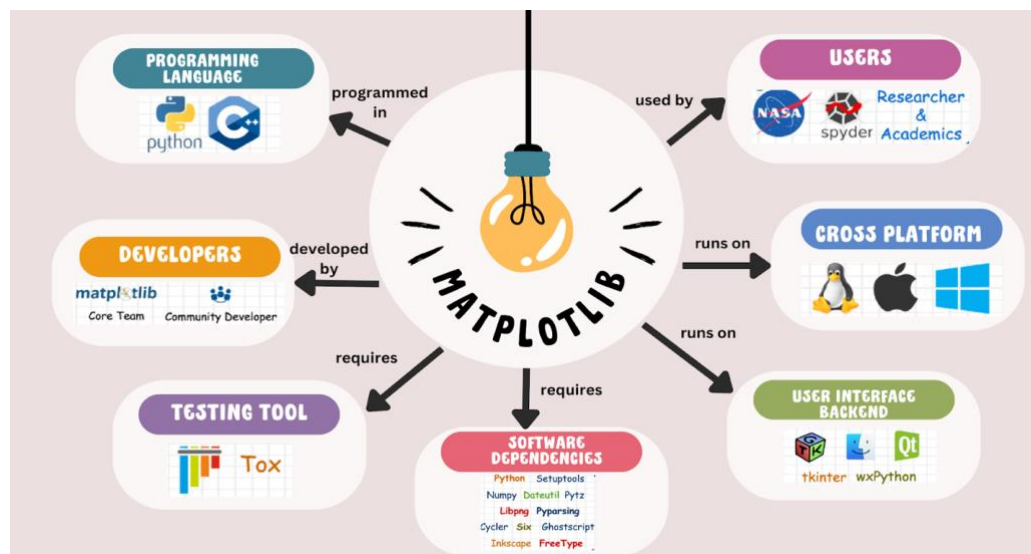 PROGRAMMING
LANGUAGE
python
C++
programmed
in
USERS
used by
NASA
spyder
Researcher
&
Academics
DEVELOPERS
developed
by
matplotlib
Core Team
Community Developer
MATPLOTLIB
runs on
CROSS PLATFORM
requires
TESTING TOOL
Tox
requires
SOFTWARE
DEPENDENCIES
Python Setuptools
Numpy Dateutil Pytz
Libpng Pyparsing
Cycler Six Ghostscript
Inkscape FreeType
runs on
USER INTERFACE
BACKEND
GTK
Qt
tkinter wxPython